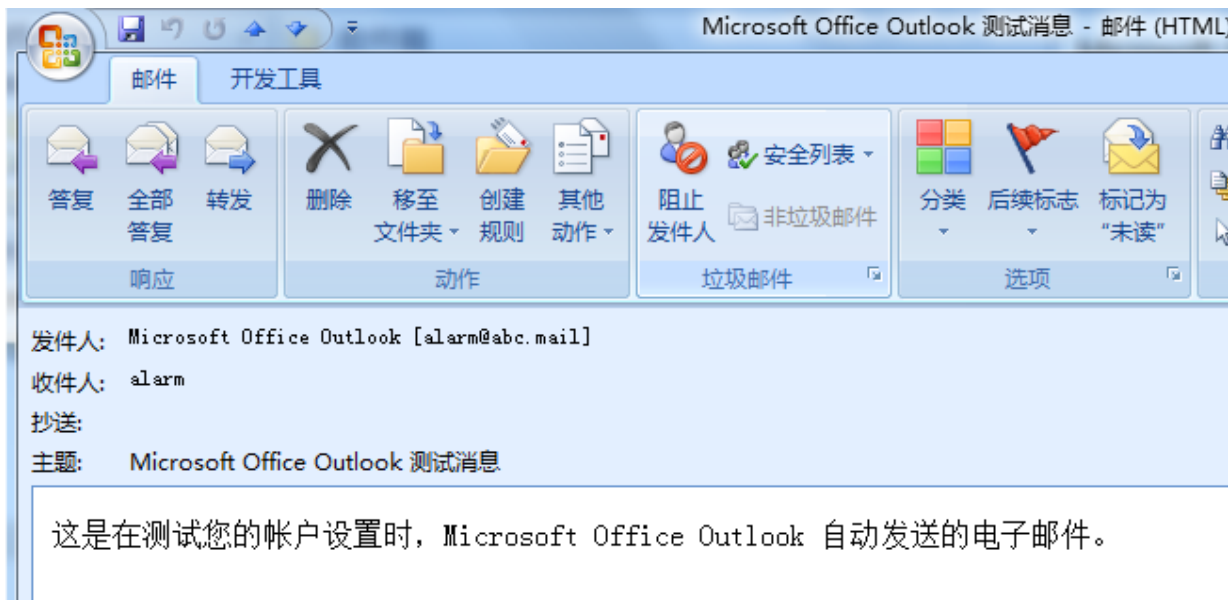 Microsoft Office Outlook 测试消息 - 邮件 (HTML)
邮件 开发工具
答复 全部答复 转发 删除 移至文件夹 创建规则 其他动作 阻止发件人 安全列表 非垃圾邮件 分类 后续标志 标记为“未读”
响应 动作 垃圾邮件 选项
发件人: Microsoft Office Outlook [alarm@abc.mail]
收件人: alarm
抄送:
主题: Microsoft Office Outlook 测试消息
这是在测试您的帐户设置时，Microsoft Office Outlook 自动发送的电子邮件。